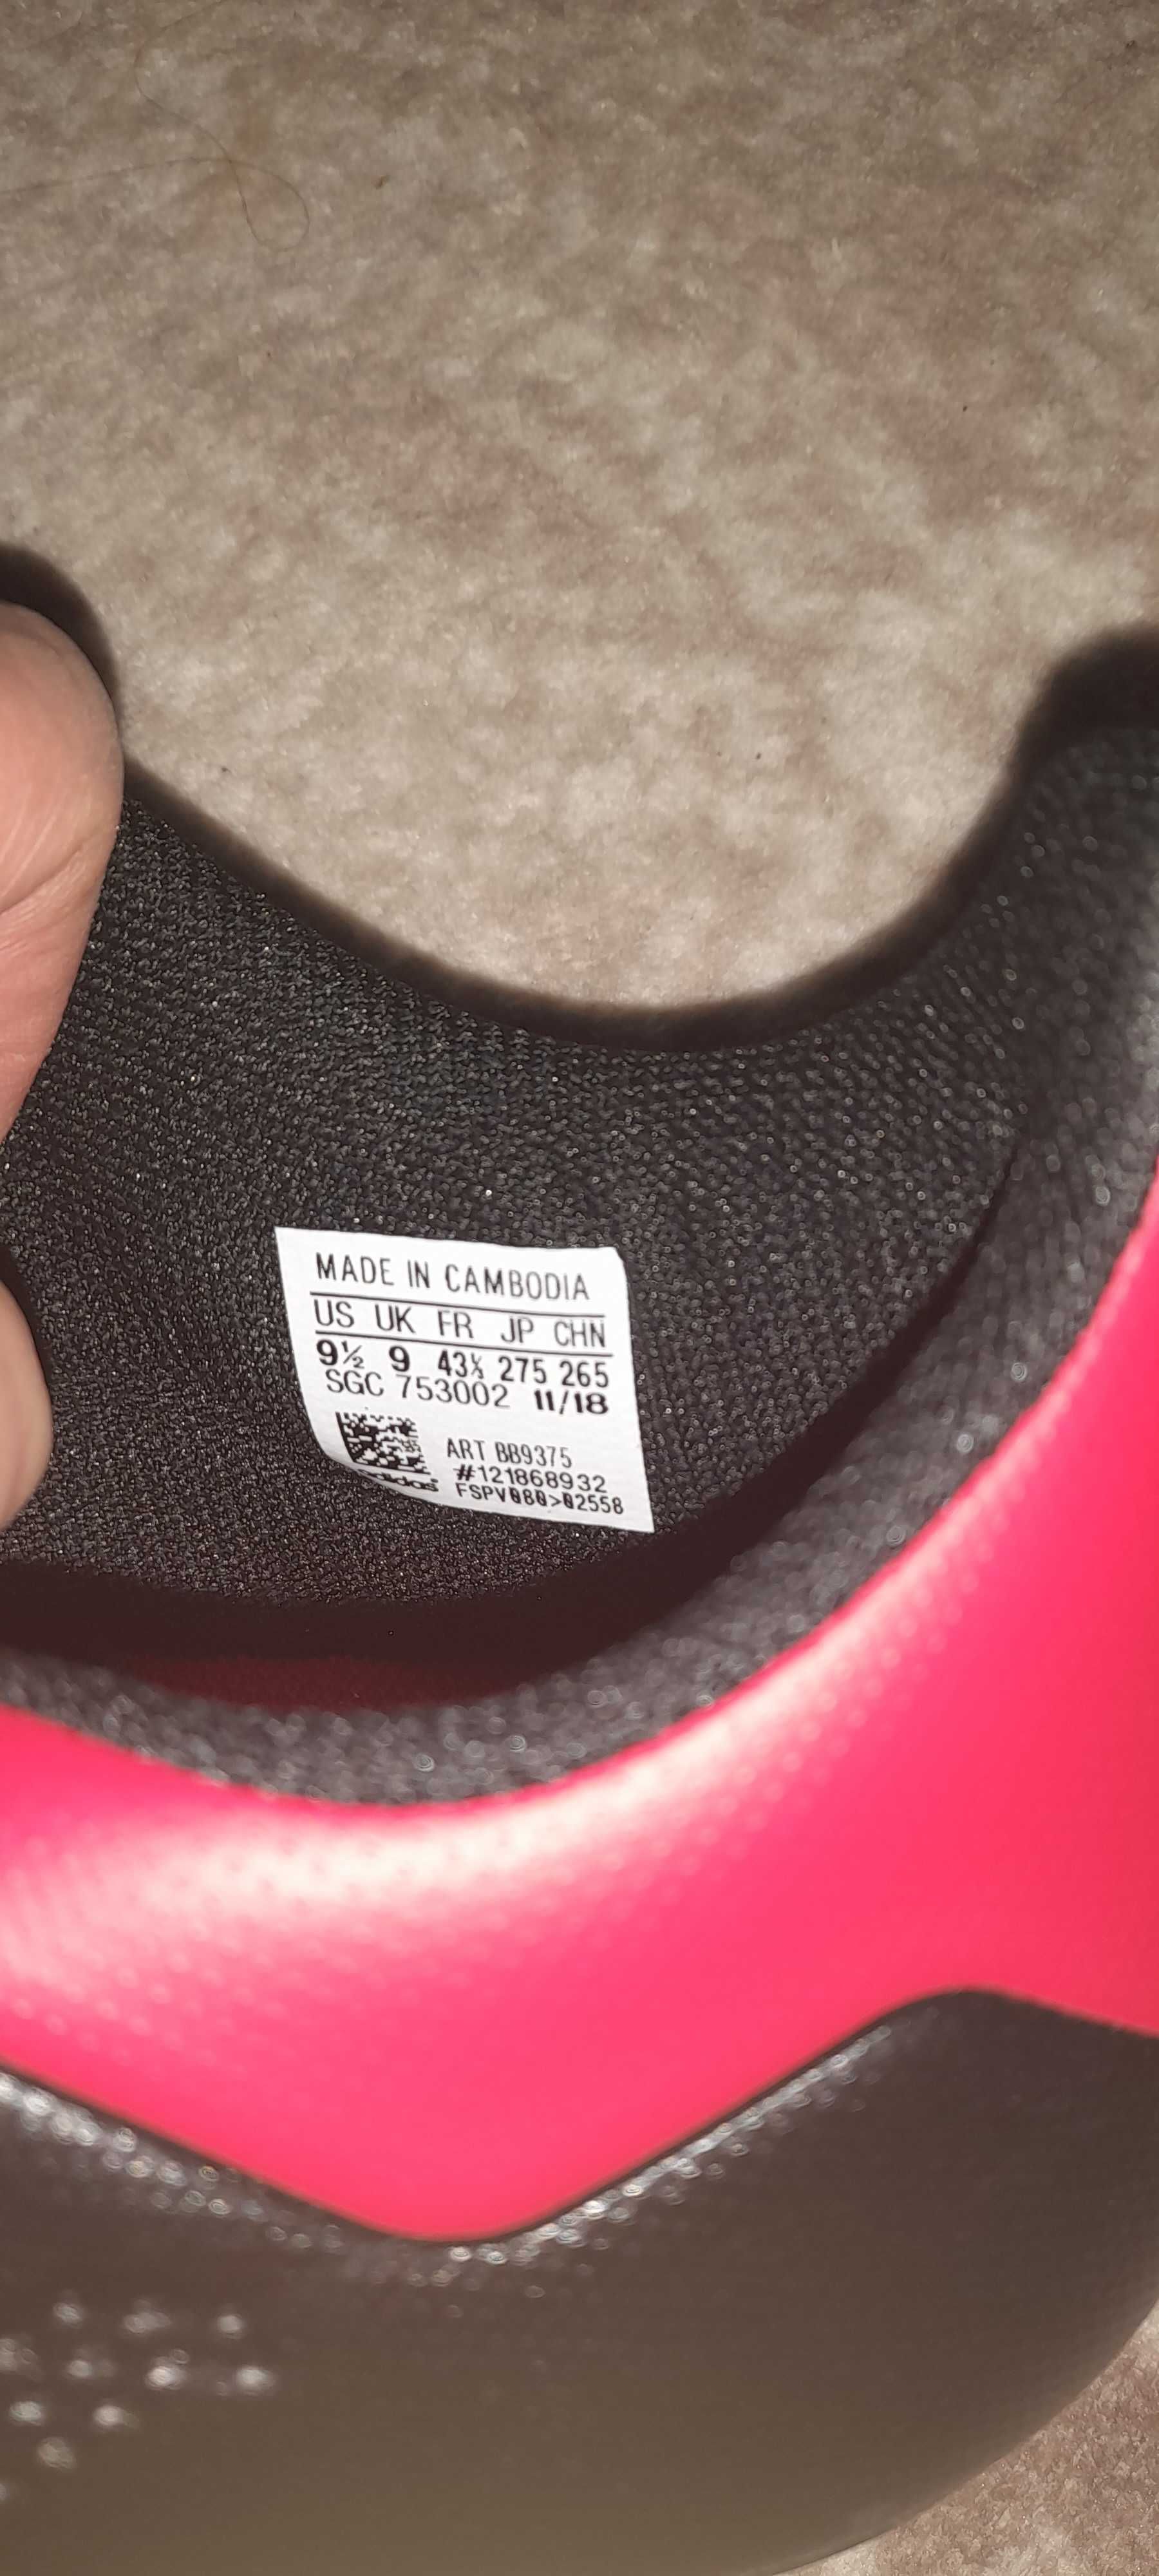 MADE IN CAMBODIA
US UK FR JP CHN
9½ 9 43⅓ 275 265
SGC 753002 11/18
ART BB9375
#121868932
adidas FSPV080>02558